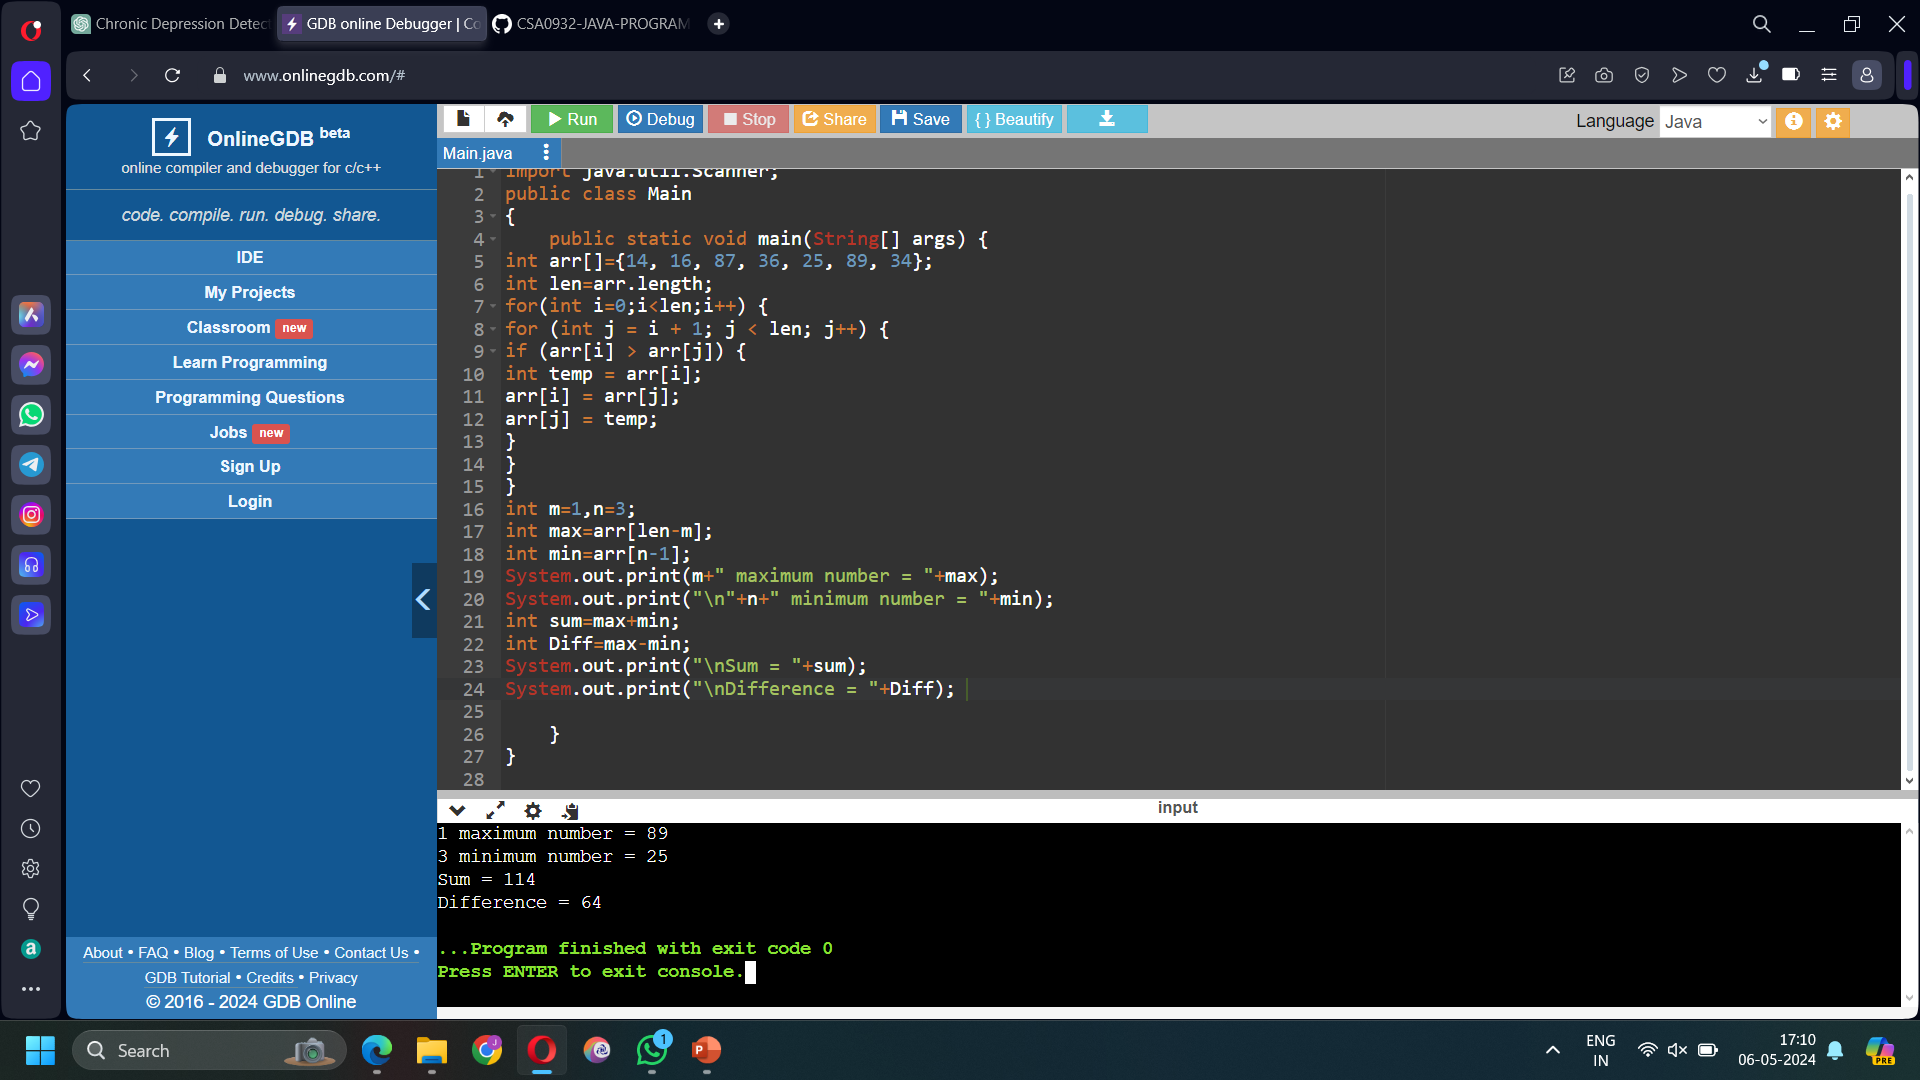 Chronic Depression Detect
GDB online Debugger | Co
CSA0932-JAVA-PROGRAM
www.onlinegdb.com/#
OnlineGDB beta
online compiler and debugger for c/c++
code. compile. run. debug. share.
IDE
My Projects
Classroom new
Learn Programming
Programming Questions
Jobs new
Sign Up
Login
About • FAQ • Blog • Terms of Use • Contact Us •
GDB Tutorial • Credits • Privacy
© 2016 - 2024 GDB Online
Run
Debug
Stop
Share
Save
{ } Beautify
Language Java
Main.java
1 import java.util.Scanner;
2 public class Main
3 {
4 public static void main(String[] args) {
5 int arr[]={14, 16, 87, 36, 25, 89, 34};
6 int len=arr.length;
7 for(int i=0;i<len;i++) {
8 for (int j = i + 1; j < len; j++) {
9 if (arr[i] > arr[j]) {
10 int temp = arr[i];
11 arr[i] = arr[j];
12 arr[j] = temp;
13 }
14 }
15 }
16 int m=1,n=3;
17 int max=arr[len-m];
18 int min=arr[n-1];
19 System.out.print(m+" maximum number = "+max);
20 System.out.print("\n"+n+" minimum number = "+min);
21 int sum=max+min;
22 int Diff=max-min;
23 System.out.print("\nSum = "+sum);
24 System.out.print("\nDifference = "+Diff);
25
26 }
27 }
28
input
1 maximum number = 89
3 minimum number = 25
Sum = 114
Difference = 64
...Program finished with exit code 0
Press ENTER to exit console.
Search
1
ENG
IN
17:10
06-05-2024
PRE